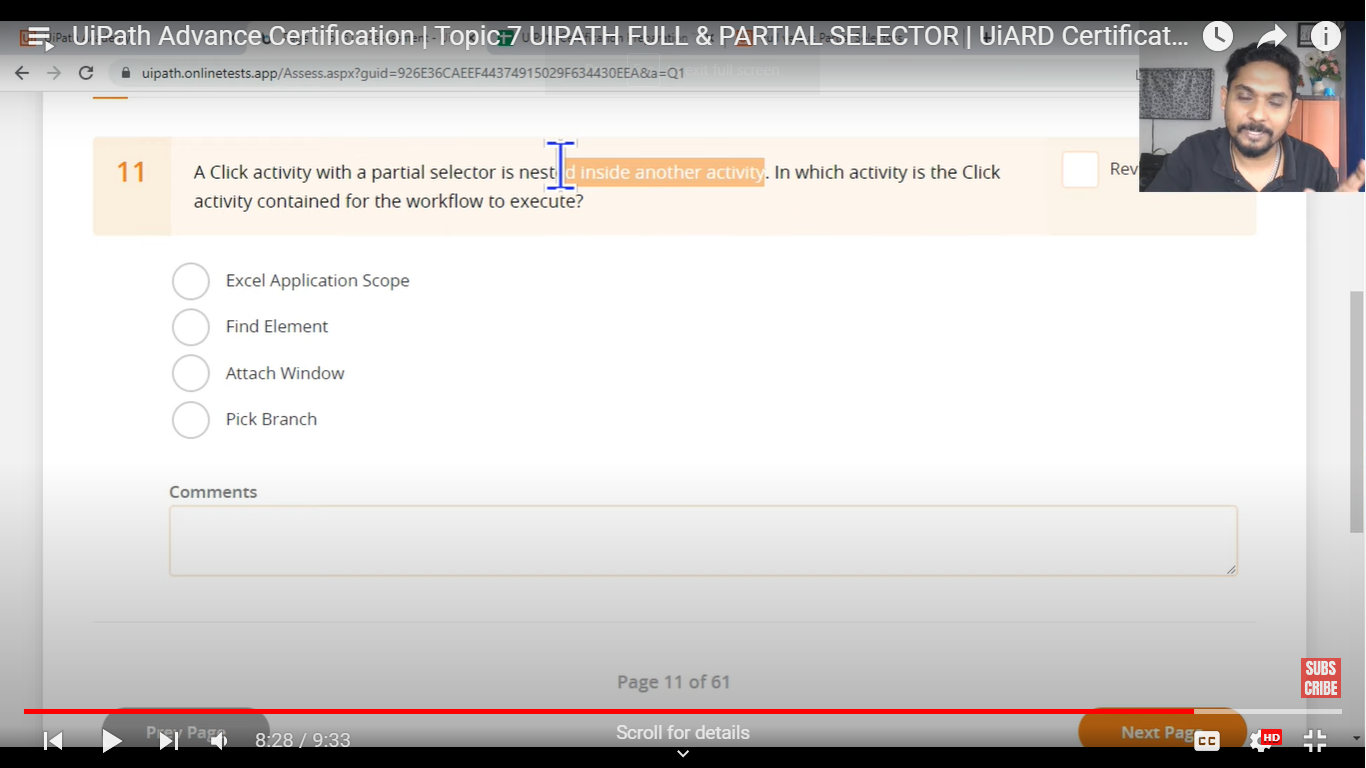 UiPath Advance Certification | Topic-7 UIPATH FULL & PARTIAL SELECTOR | UiARD Certificat...
uipath.onlinetests.app/Assess.aspx?guid=926E36CAEEF44374915029F634430EEA&a=Q1
11
A Click activity with a partial selector is nested inside another activity. In which activity is the Click
activity contained for the workflow to execute?
Rev
Excel Application Scope
Find Element
Attach Window
Pick Branch
Comments
Page 11 of 61
SUBS
CRIBE
Prev Page
Scroll for details
Next Page
8:28 / 9:33
CC
HD